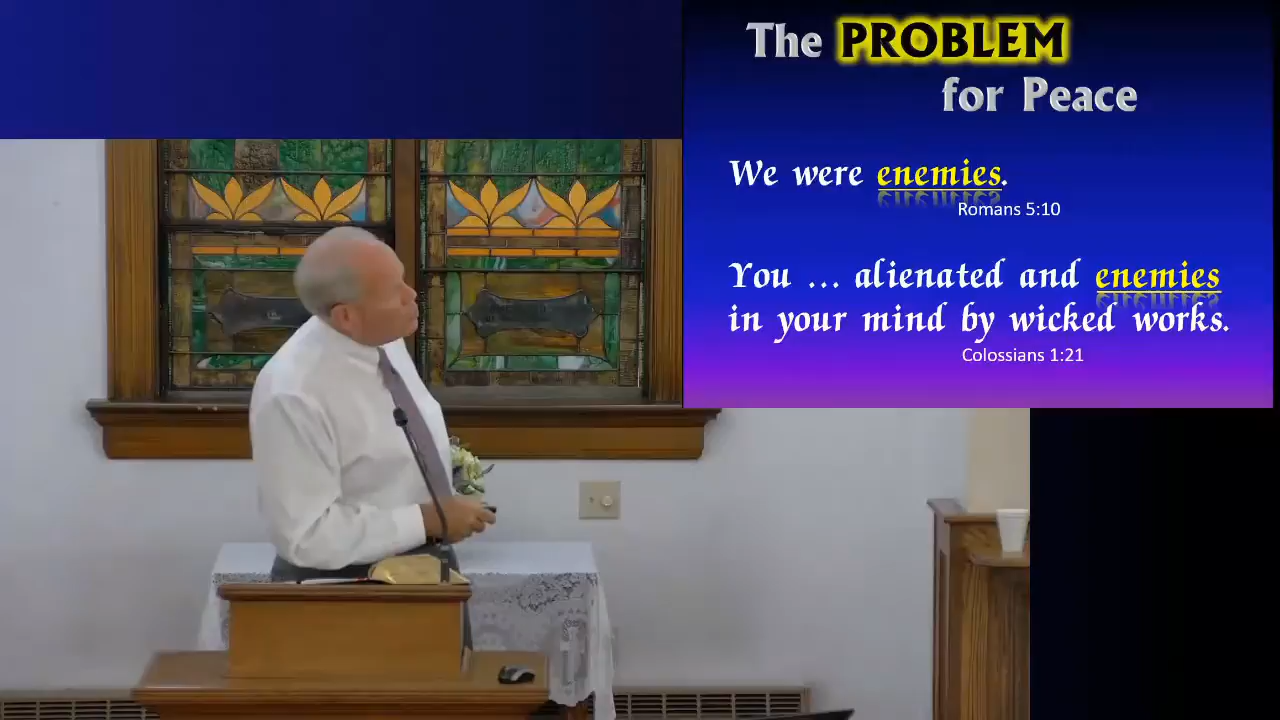 The PROBLEM
for Peace
We were enemies.
Romans 5:10
You ... alienated and enemies
in your mind by wicked works.
Colossians 1:21